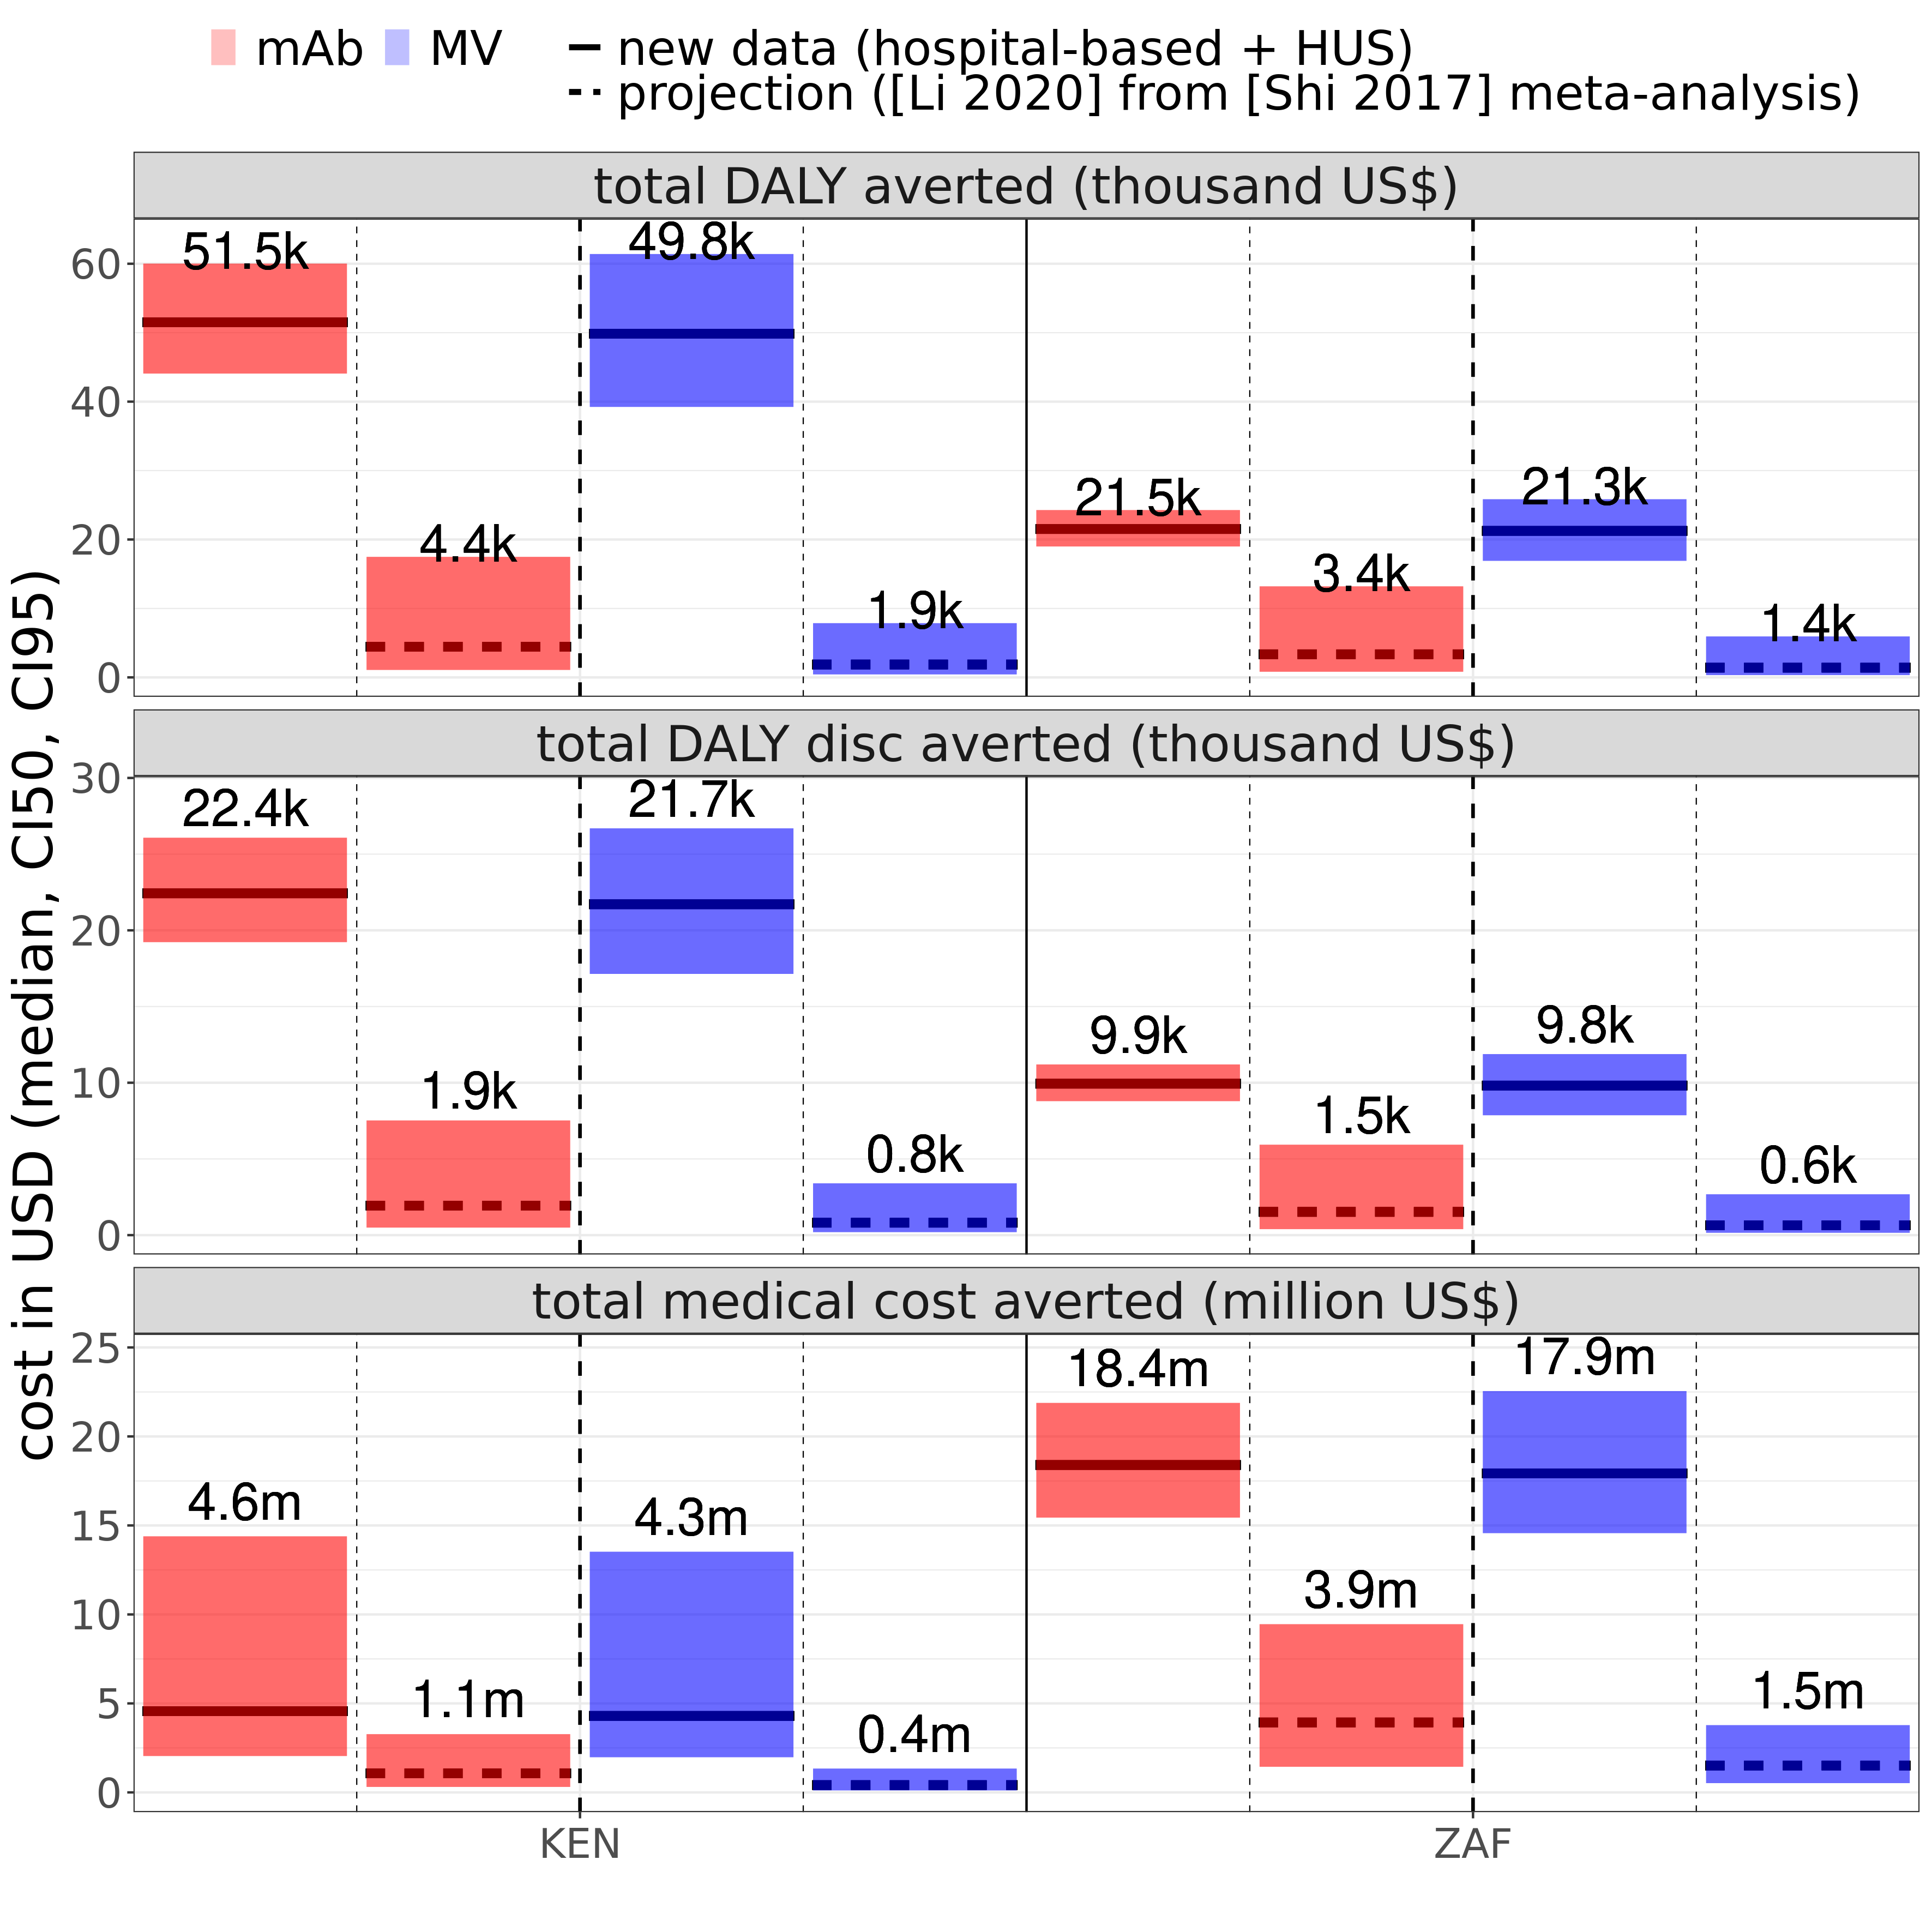 mAb MV new data (hospital-based + HUS)
projection ([Li 2020] from [Shi 2017] meta-analysis)
cost in USD (median, CI50, CI95)
total DALY averted (thousand US$)
60
40
20
0
51.5k
4.4k
49.8k
1.9k
21.5k
3.4k
21.3k
1.4k
total DALY disc averted (thousand US$)
30
20
10
0
22.4k
1.9k
21.7k
0.8k
9.9k
1.5k
9.8k
0.6k
total medical cost averted (million US$)
25
20
15
10
5
0
4.6m
1.1m
4.3m
0.4m
18.4m
3.9m
17.9m
1.5m
KEN ZAF